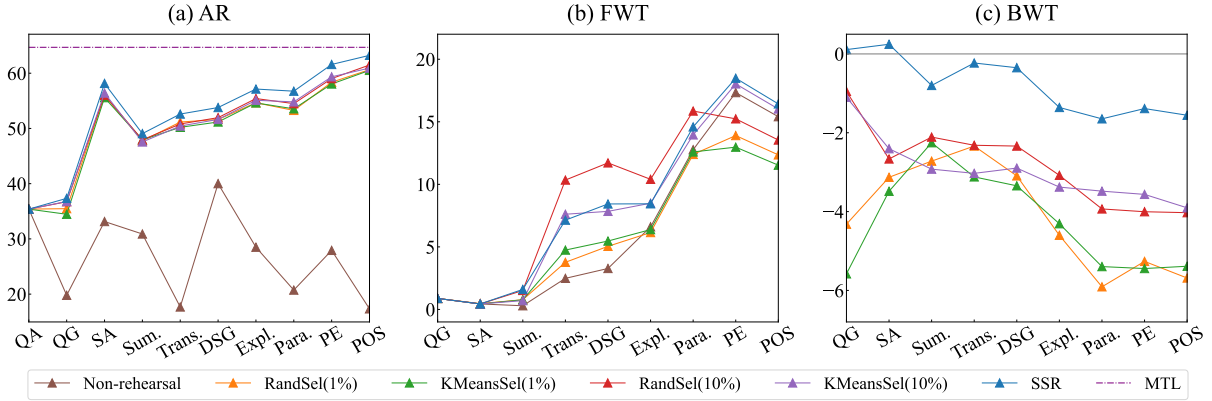 (a) AR
60
50
40
30
20
QA
QG
SA
Sum.
Trans.
DSG
Expl.
Para.
PE
POS
(b) FWT
20
15
10
5
0
QG
SA
Sum.
Trans.
DSG
Expl.
Para.
PE
POS
(c) BWT
0
−2
−4
−6
QG
SA
Sum.
Trans.
DSG
Expl.
Para.
PE
POS
Non-rehearsal
RandSel(1%)
KMeansSel(1%)
RandSel(10%)
KMeansSel(10%)
SSR
MTL